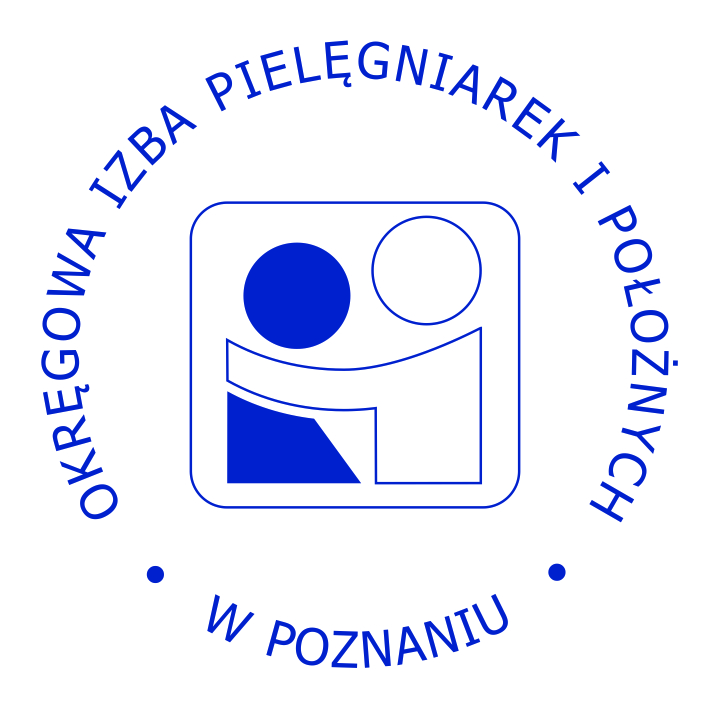 OKRĘGOWA IZBA PIELĘGNIAREK I POŁOŻNYCH
• W POZNANIU •